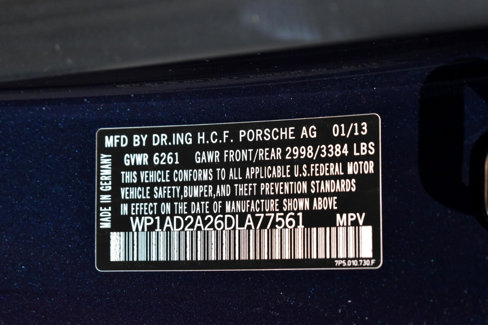 MFD BY DR.ING H.C.F. PORSCHE AG 01/13
GVWR 6261 GAWR FRONT/REAR 2998/3384 LBS
THIS VEHICLE CONFORMS TO ALL APPLICABLE U.S.FEDERAL MOTOR
VEHICLE SAFETY,BUMPER,AND THEFT PREVENTION STANDARDS
IN EFFECT ON THE DATE OF MANUFACTURE SHOWN ABOVE
WP1AD2A26DLA77561 MPV
7P5.010.730.F
MADE IN GERMANY